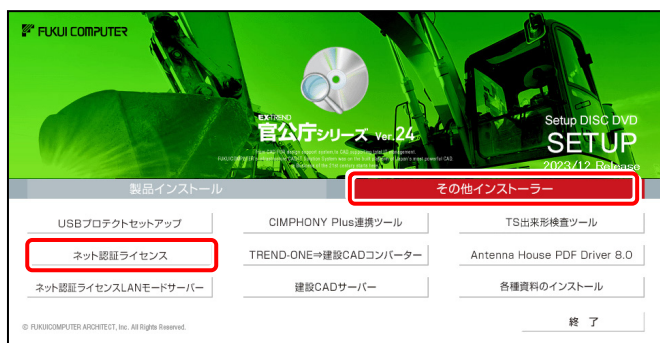 FUKUI COMPUTER
EX-TREND
官公庁シリーズ Ver.24
Setup DISC DVD
SETUP
2023/12 Release
製品インストール
その他インストーラー
USBプロテクトセットアップ
CIMPHONY Plus連携ツール
TS出来形検査ツール
ネット認証ライセンス
TREND-ONE⇒建設CADコンバーター
Antenna House PDF Driver 8.0
ネット認証ライセンスLANモードサーバー
建設CADサーバー
各種資料のインストール
© FUKUICOMPUTER ARCHITECT, Inc. All Rights Reserved.
終 了